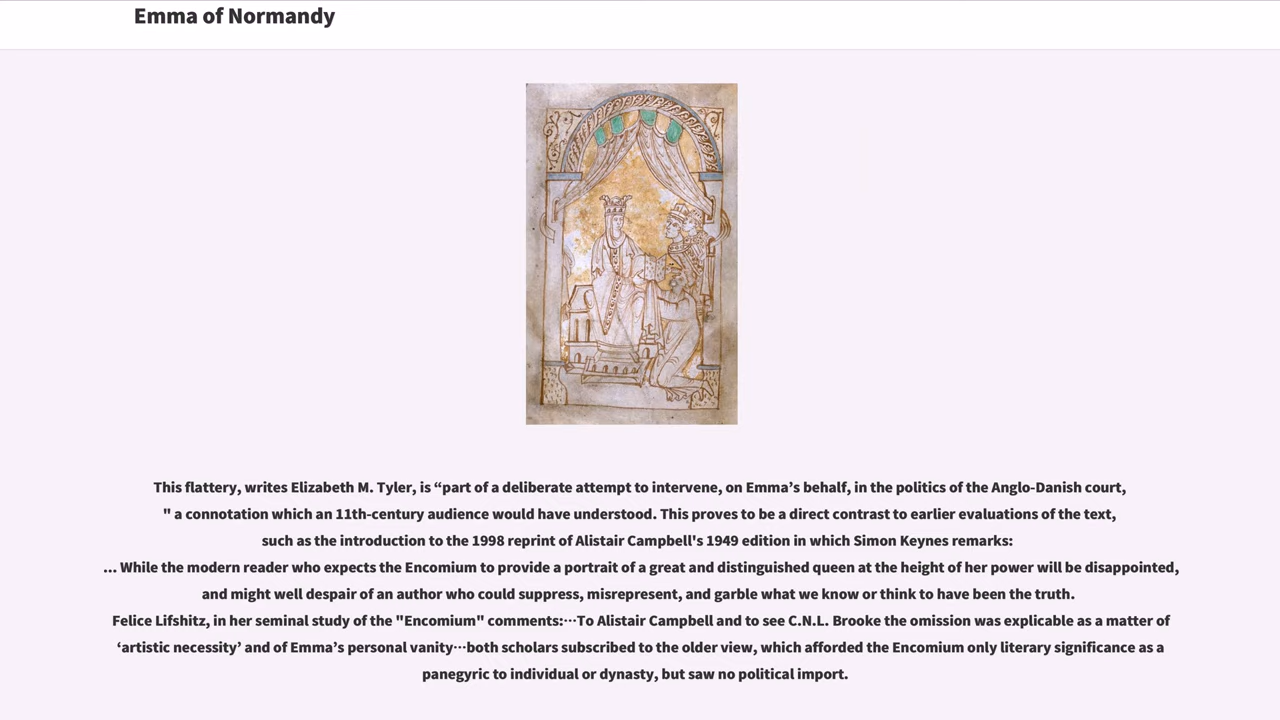 Emma of Normandy
This flattery, writes Elizabeth M. Tyler, is “part of a deliberate attempt to intervene, on Emma’s behalf, in the politics of the Anglo-Danish court,
" a connotation which an 11th-century audience would have understood. This proves to be a direct contrast to earlier evaluations of the text,
such as the introduction to the 1998 reprint of Alistair Campbell's 1949 edition in which Simon Keynes remarks:
... While the modern reader who expects the Encomium to provide a portrait of a great and distinguished queen at the height of her power will be disappointed,
and might well despair of an author who could suppress, misrepresent, and garble what we know or think to have been the truth.
Felice Lifshitz, in her seminal study of the "Encomium" comments:···To Alistair Campbell and to see C.N.L. Brooke the omission was explicable as a matter of
‘artistic necessity’ and of Emma’s personal vanity···both scholars subscribed to the older view, which afforded the Encomium only literary significance as a
panegyric to individual or dynasty, but saw no political import.